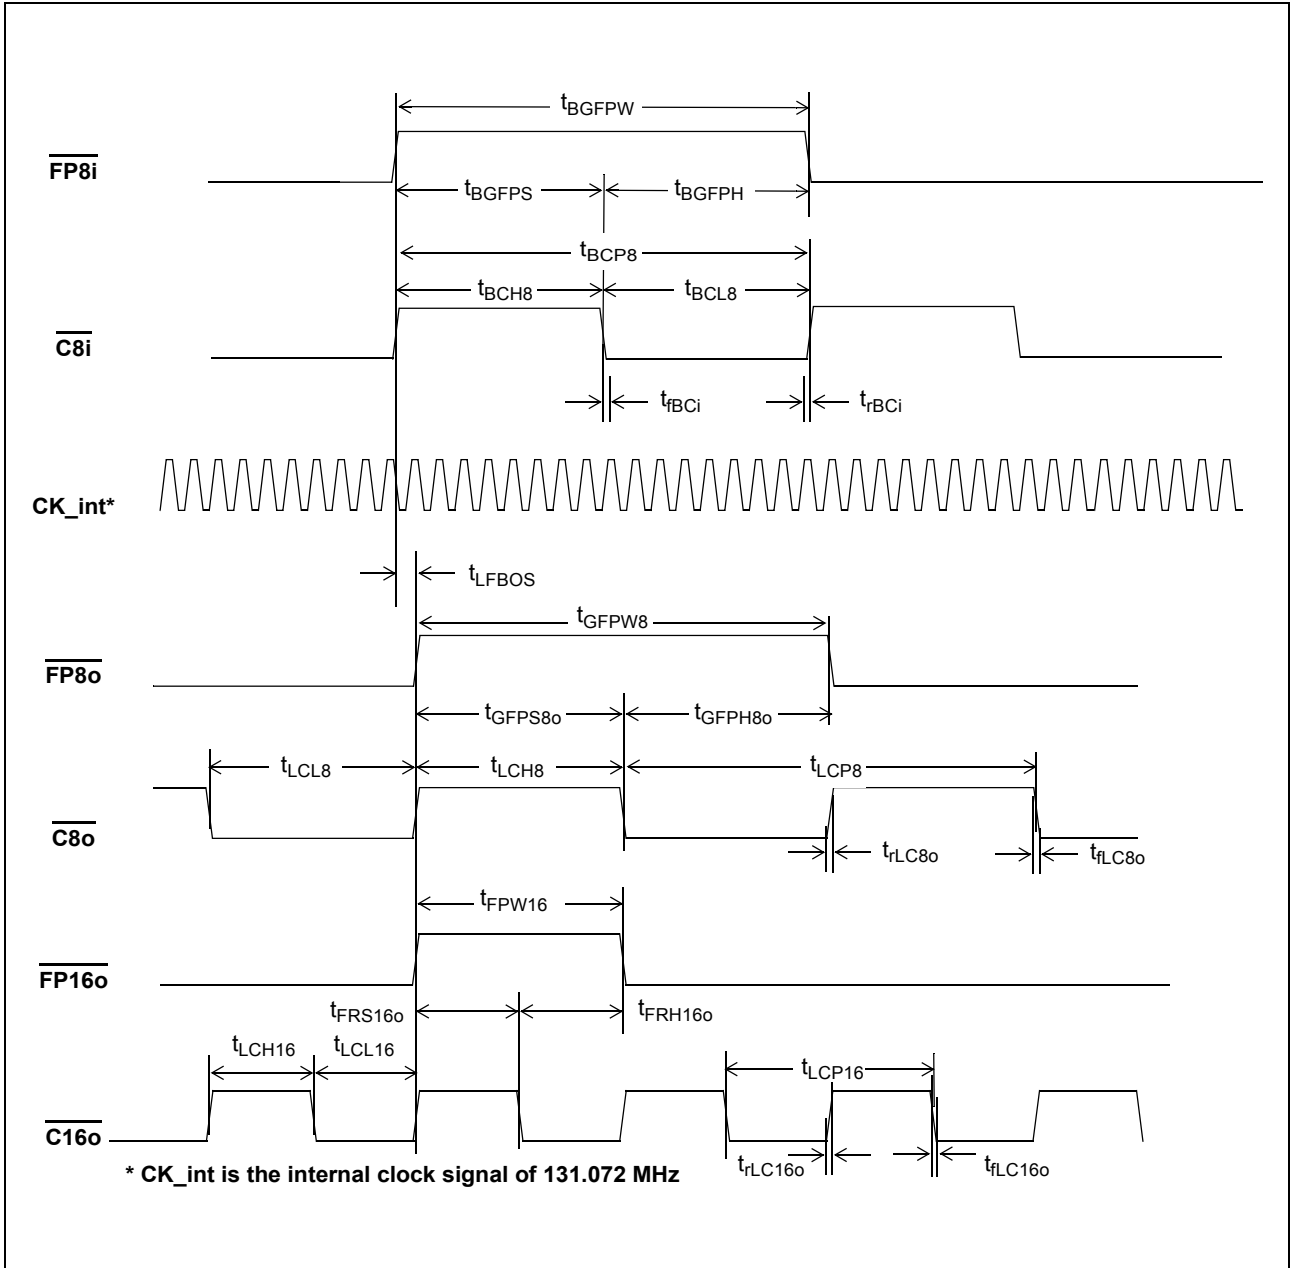 tBGFPW
FP8i
tBGFPS tBGFPH
tBCP8
tBCH8 tBCL8
C8i
tfBCi trBCi
CK_int*
tLFBOS
tGFPW8
FP8o
tGFPS8o tGFPH8o
tLCL8 tLCH8 tLCP8
C8o
trLC8o tfLC8o
tFPW16
FP16o
tFRS16o tFRH16o
tLCH16 tLCL16 tLCP16
C16o
trLC16o tfLC16o
* CK_int is the internal clock signal of 131.072 MHz